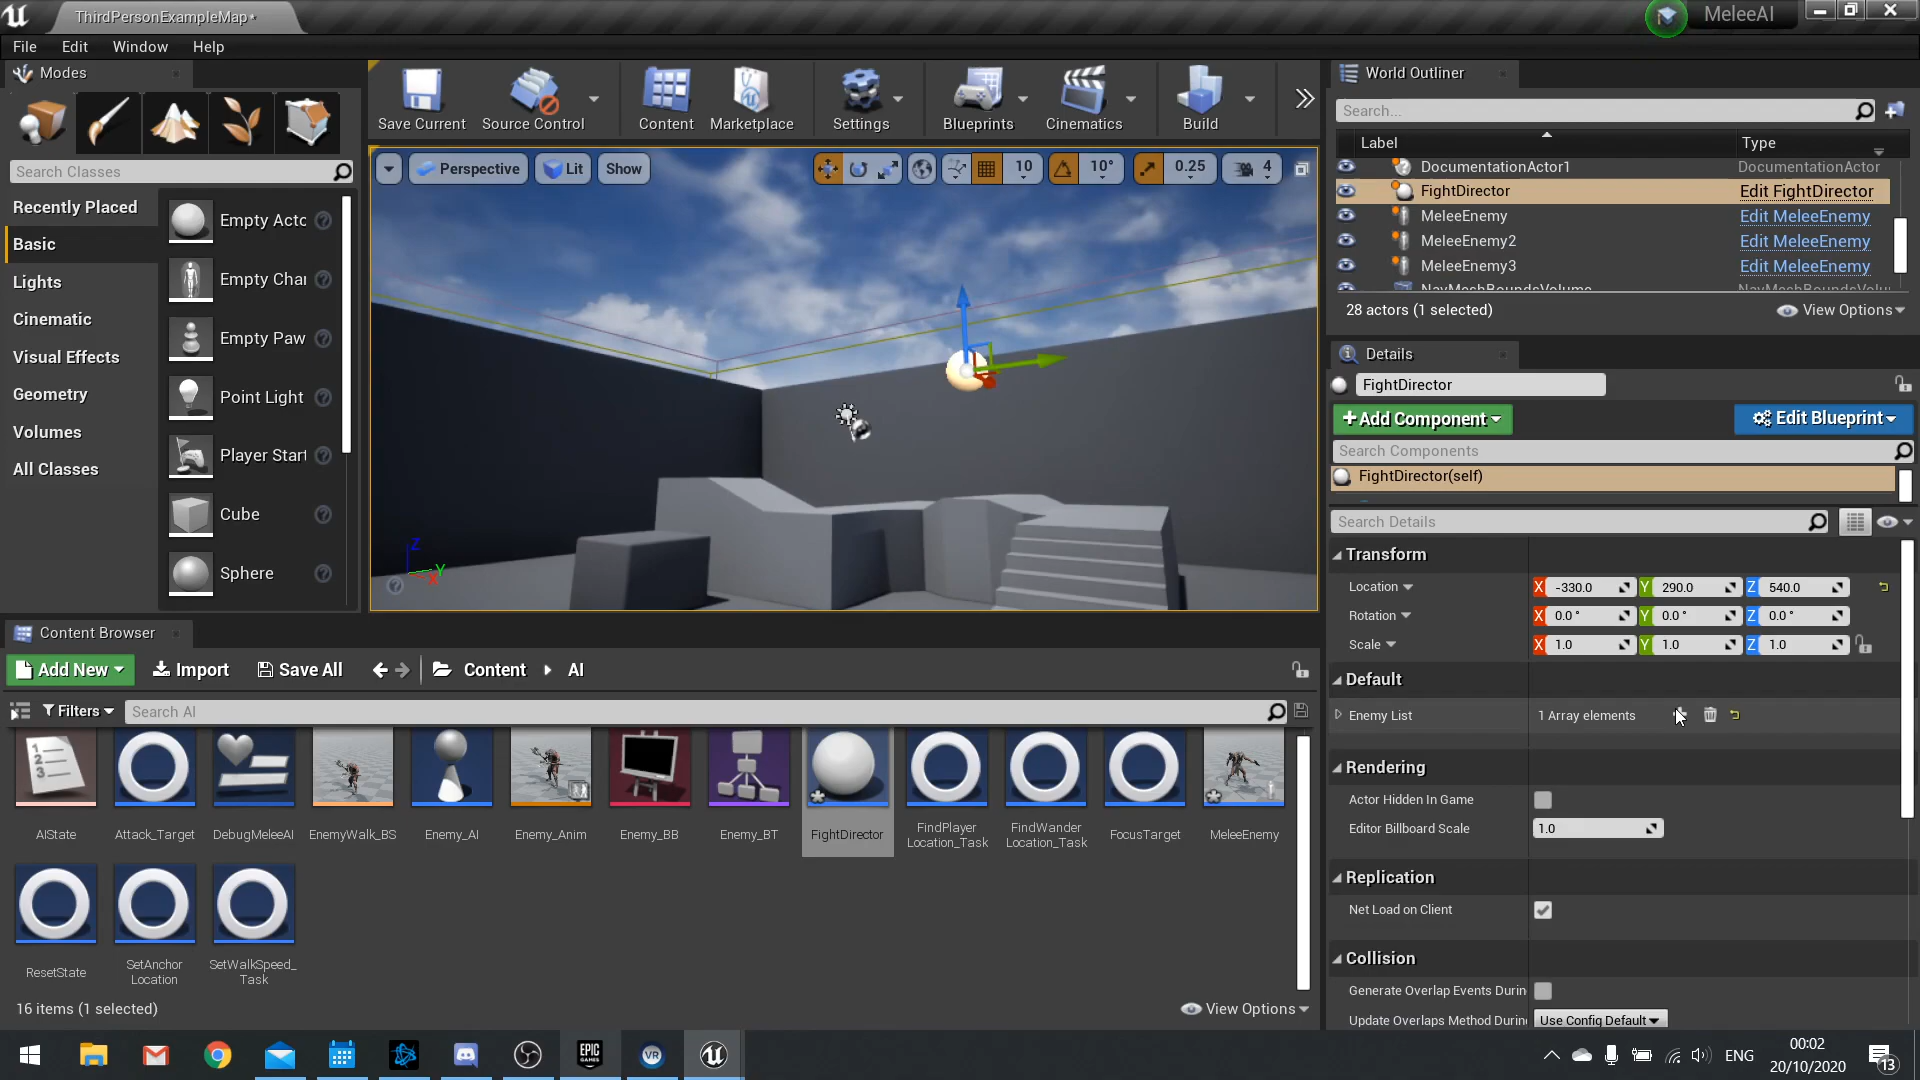 ThirdPersonExampleMap*
MeleeAI
File Edit Window Help
Modes
Search Classes
Recently Placed
Basic
Lights
Cinematic
Visual Effects
Geometry
Volumes
All Classes
Empty Acto
Empty Char
Empty Paw
Point Light
Player Start
Cube
Sphere
Save Current
Source Control
Content
Marketplace
Settings
Blueprints
Cinematics
Build
Perspective
Lit
Show
10
10°
0.25
4
Z
Y
X
World Outliner
Search...
Label Type
DocumentationActor1 DocumentationActor
FightDirector Edit FightDirector
MeleeEnemy Edit MeleeEnemy
MeleeEnemy2 Edit MeleeEnemy
MeleeEnemy3 Edit MeleeEnemy
NavMeshBoundsVolume NavMeshBoundsVolu
28 actors (1 selected)
View Options
Details
FightDirector
+Add Component
Edit Blueprint
Search Components
FightDirector(self)
Search Details
Transform
Location X -330.0 Y 290.0 Z 540.0
Rotation X 0.0 ° Y 0.0 ° Z 0.0 °
Scale X 1.0 Y 1.0 Z 1.0
Default
Enemy List 1 Array elements
Rendering
Actor Hidden In Game
Editor Billboard Scale 1.0
Replication
Net Load on Client
Collision
Generate Overlap Events Durin
Update Overlaps Method Durin Use Config Default
Content Browser
Add New
Import
Save All
Content
AI
Filters
Search AI
AIState
Attack_Target
DebugMeleeAI
EnemyWalk_BS
Enemy_AI
Enemy_Anim
Enemy_BB
Enemy_BT
FightDirector
FindPlayer
Location_Task
FindWander
Location_Task
FocusTarget
MeleeEnemy
ResetState
SetAnchor
Location
SetWalkSpeed_
Task
16 items (1 selected)
View Options
EPIC
GAMES
VR
ENG
00:02
20/10/2020
13